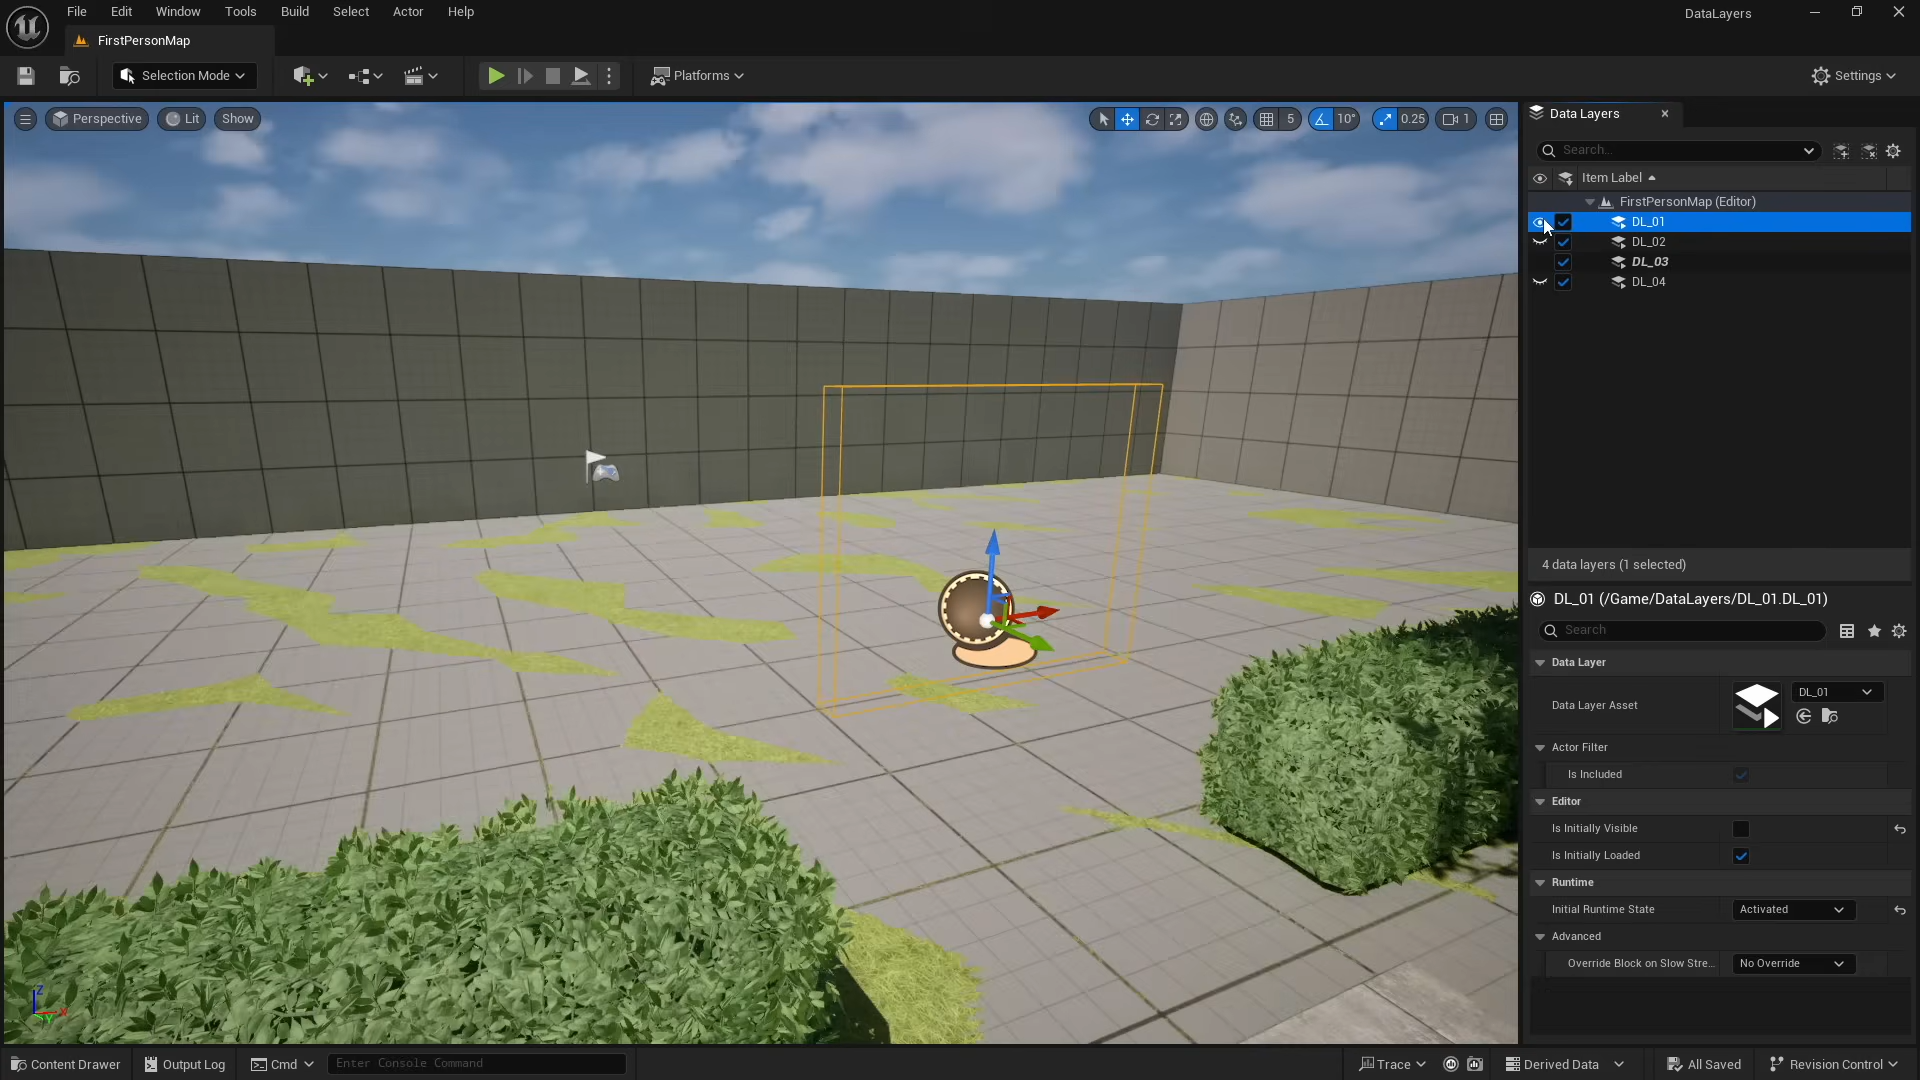 File Edit Window Tools Build Select Actor Help
DataLayers
FirstPersonMap
Selection Mode
Platforms
Settings
Perspective
Lit
Show
5
10°
0.25
1
Data Layers
Search...
Item Label
FirstPersonMap (Editor)
DL_01
DL_02
DL_03
DL_04
4 data layers (1 selected)
DL_01 (/Game/DataLayers/DL_01.DL_01)
Search
Data Layer
Data Layer Asset
DL_01
Actor Filter
Is Included
Editor
Is Initially Visible
Is Initially Loaded
Runtime
Initial Runtime State
Activated
Advanced
Override Block on Slow Stre...
No Override
Z
X
Y
Content Drawer
Output Log
Cmd
Enter Console Command
Trace
Derived Data
All Saved
Revision Control